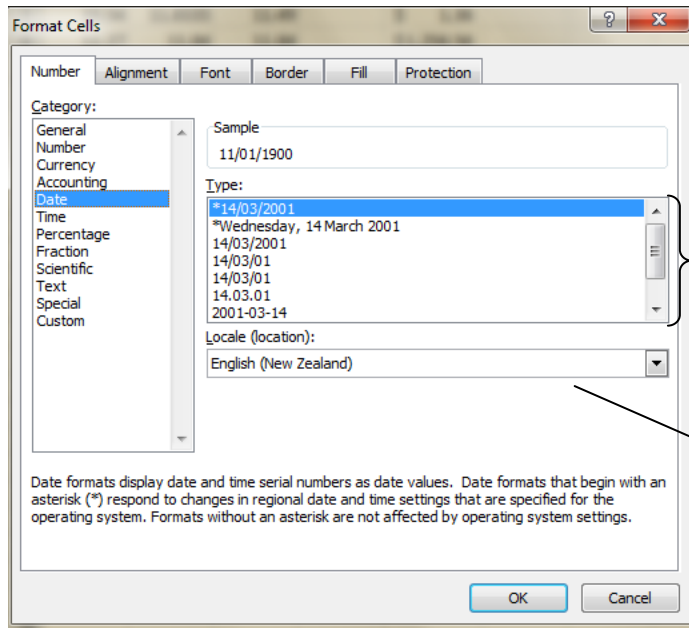 Format Cells
Number Alignment Font Border Fill Protection
Category:
General
Number
Currency
Accounting
Date
Time
Percentage
Fraction
Scientific
Text
Special
Custom
Sample
11/01/1900
Type:
*14/03/2001
*Wednesday, 14 March 2001
14/03/2001
14/03/01
14/03/01
14.03.01
2001-03-14
Locale (location):
English (New Zealand)
Date formats display date and time serial numbers as date values. Date formats that begin with an
asterisk (*) respond to changes in regional date and time settings that are specified for the
operating system. Formats without an asterisk are not affected by operating system settings.
OK Cancel